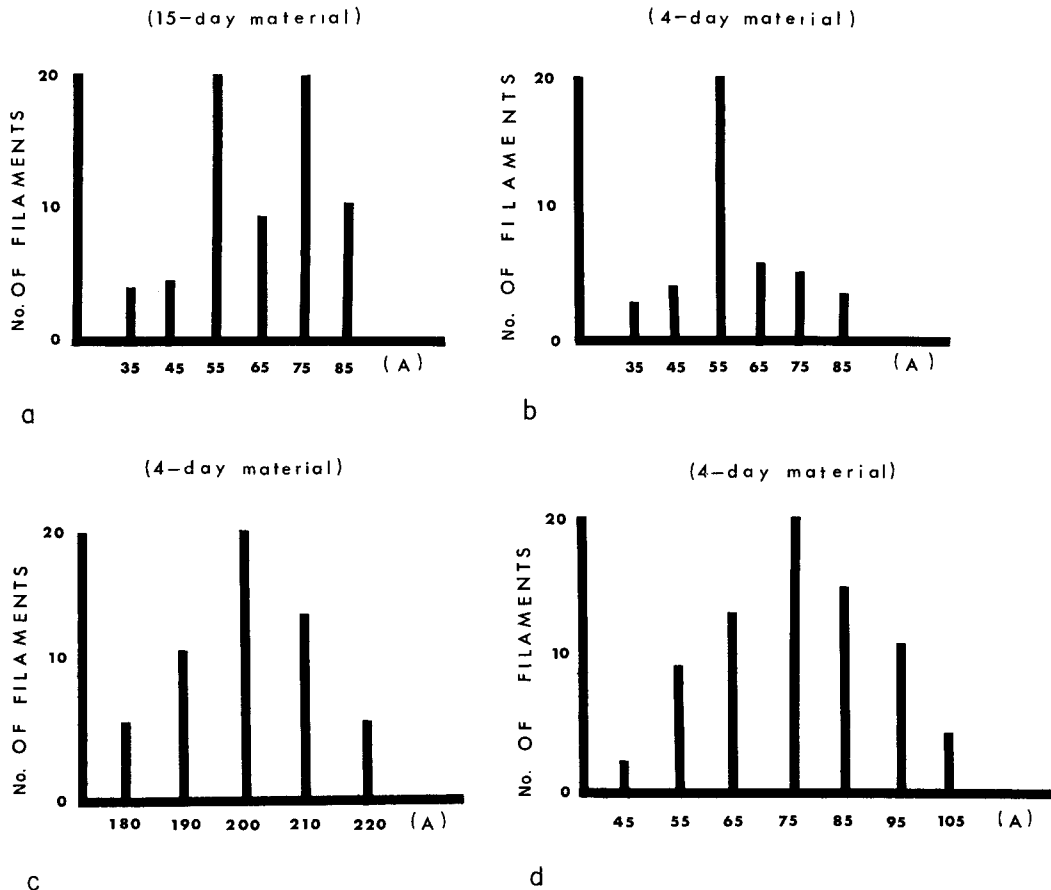 (15-day material)
No. OF FILAMENTS
20
10
0
35 45 55 65 75 85 (A)
a
(4-day material)
No. OF FILAMENTS
20
10
0
35 45 55 65 75 85 (A)
b
(4-day material)
No. OF FILAMENTS
20
10
0
180 190 200 210 220 (A)
c
(4-day material)
No. OF FILAMENTS
20
10
0
45 55 65 75 85 95 105 (A)
d